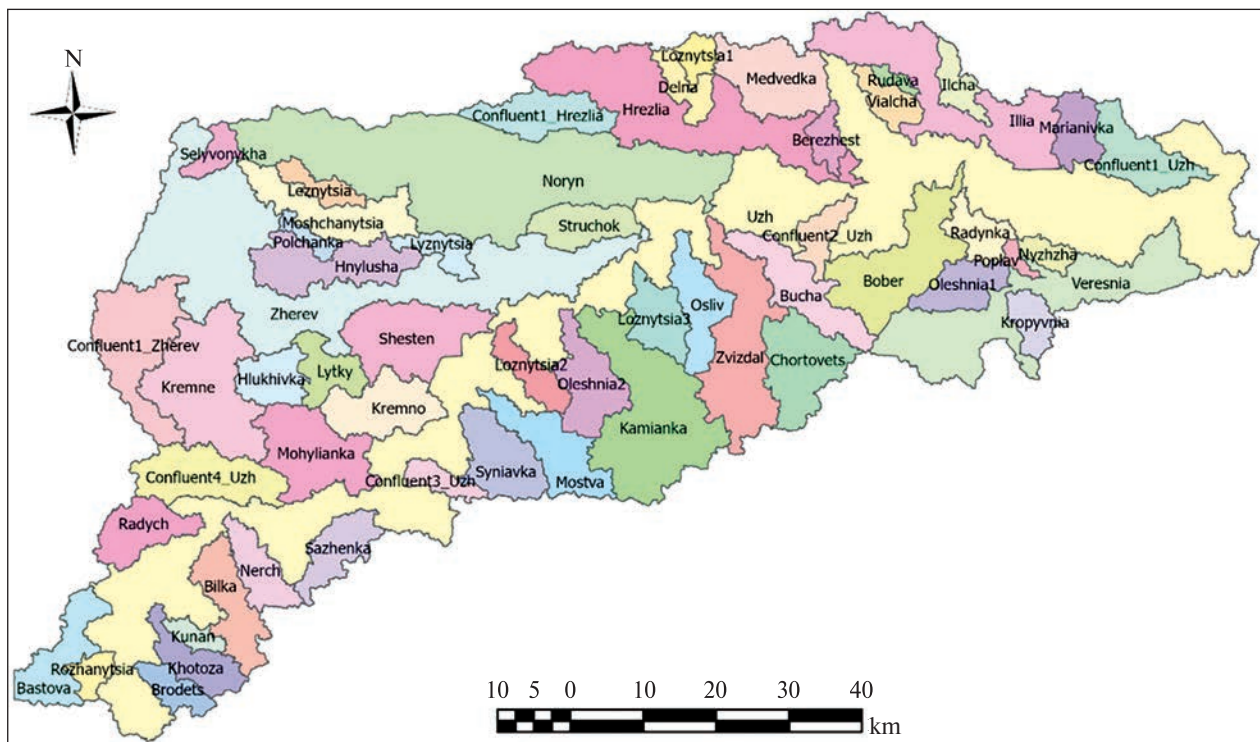 N
Loznytsia1
Delna
Medvedka
Rudava
Ilcha
Vialcha
Confluent1_Hrezlia
Hrezlia
Illia
Marianivka
Berezhest
Selyvonykha
Confluent1_Uzh
Leznytsia
Noryn
Moshchanytsia
Struchok
Uzh
Confluent2_Uzh
Radynka
Polchanka
Lyznytsia
Nyzhzha
Poplav
Hnylusha
Bober
Oleshnia1
Veresnia
Bucha
Osliv
Zherev
Loznytsia3
Kropyvnia
Shesten
Confluent1_Zherev
Zvizdal
Chortovets
Loznytsia2
Lytky
Hlukhivka
Kremne
Oleshnia2
Kremno
Kamianka
Mohylianka
Confluent4_Uzh
Confluent3_Uzh
Syniavka
Mostva
Radych
Sazhenka
Nerch
Bilka
Kunan
Rozhanytsia
Khotoza
Bastova
Brodets
10 5 0 10 20 30 40
km